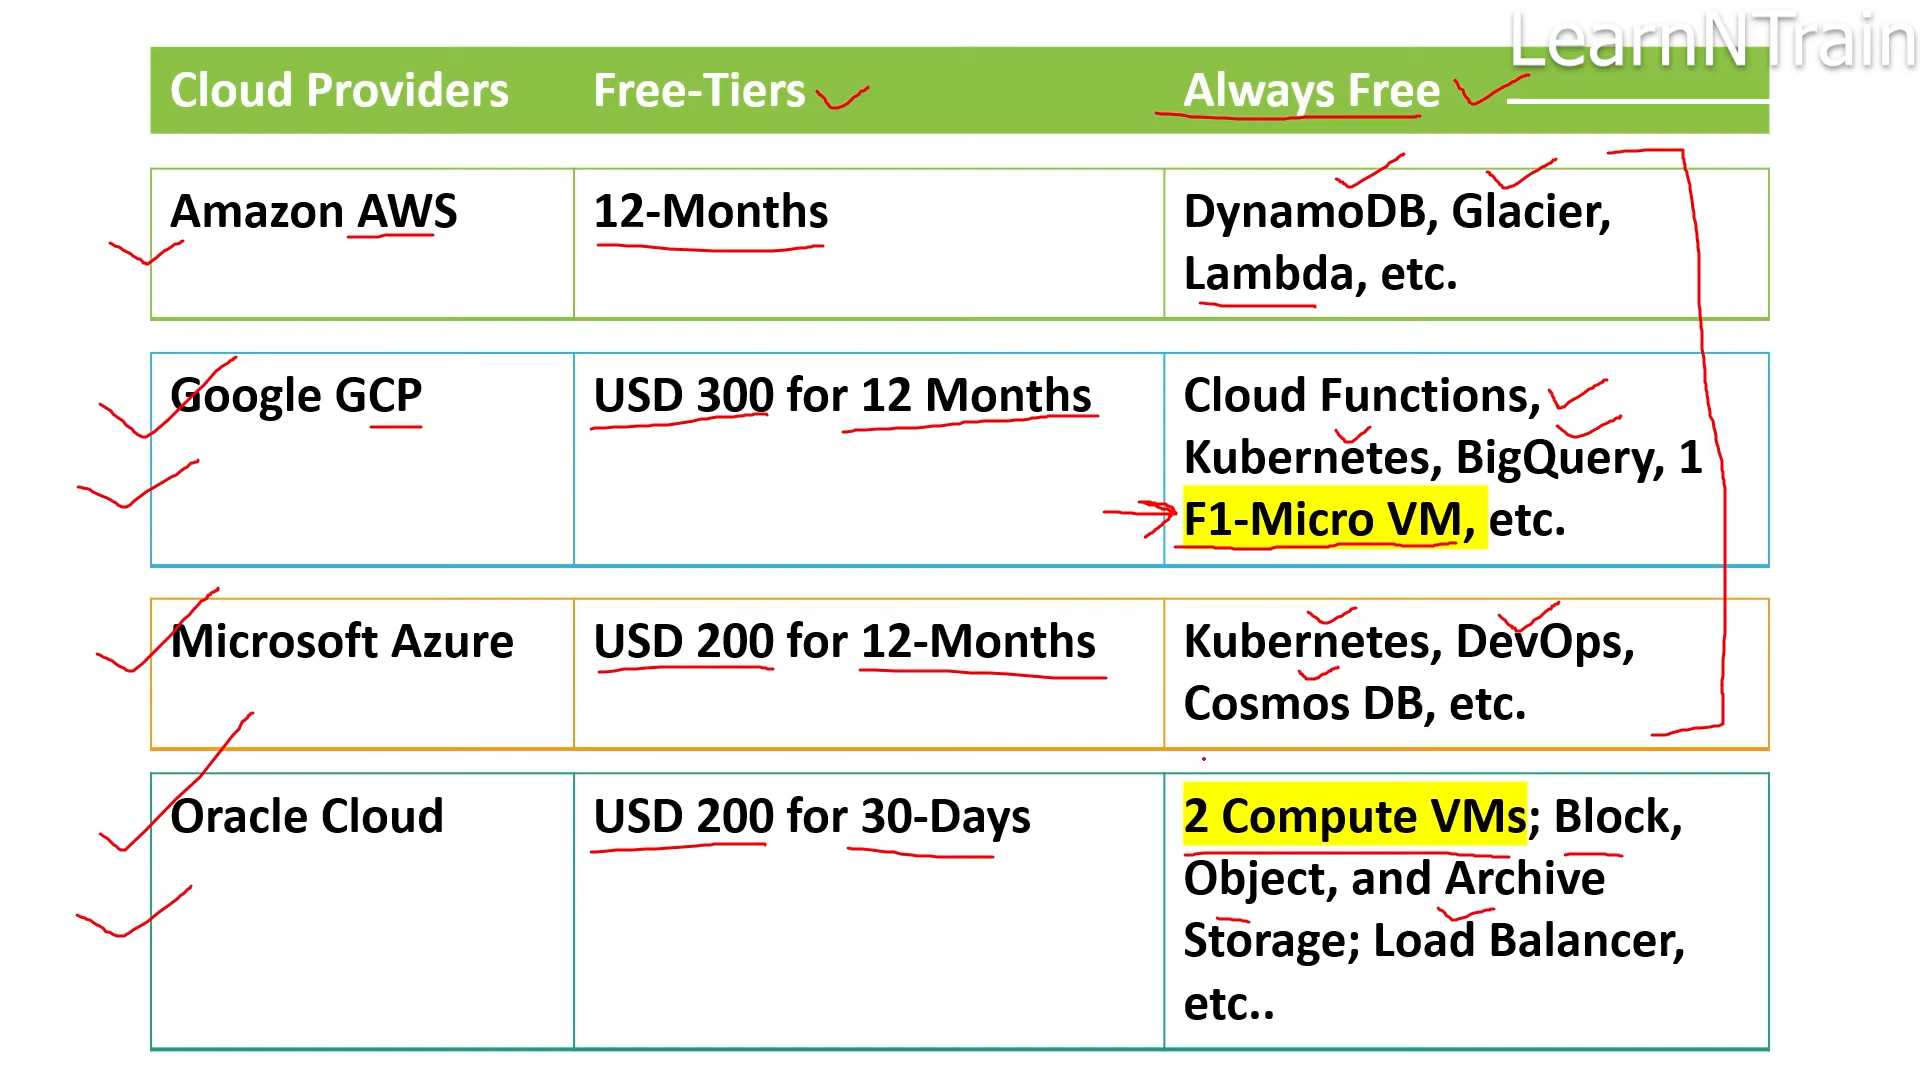 LearnNTrain
Cloud Providers Free-Tiers Always Free
Amazon AWS 12-Months DynamoDB, Glacier,
Lambda, etc.
Google GCP USD 300 for 12 Months Cloud Functions,
Kubernetes, BigQuery, 1
F1-Micro VM, etc.
Microsoft Azure USD 200 for 12-Months Kubernetes, DevOps,
Cosmos DB, etc.
Oracle Cloud USD 200 for 30-Days 2 Compute VMs; Block,
Object, and Archive
Storage; Load Balancer,
etc..